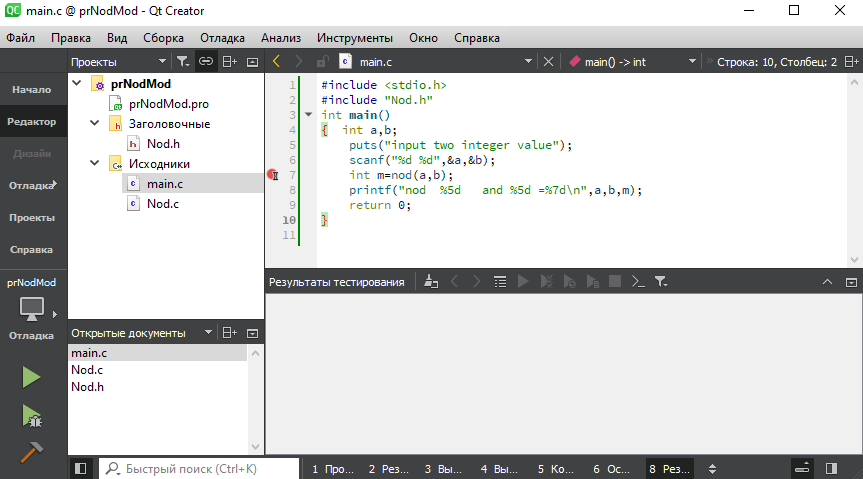 main.c @ prNodMod - Qt Creator
Файл Правка Вид Сборка Отладка Анализ Инструменты Окно Справка
Проекты
main.c
main() -> int
Строка: 10, Столбец: 2
Начало
Редактор
Дизайн
Отладка
Проекты
Справка
prNodMod
Отладка
prNodMod
prNodMod.pro
Заголовочные
Nod.h
Исходники
main.c
Nod.c
1 #include <stdio.h>
2 #include "Nod.h"
3 int main()
4 { int a,b;
5 puts("input two integer value");
6 scanf("%d %d",&a,&b);
7 int m=nod(a,b);
8 printf("nod %5d and %5d =%7d\n",a,b,m);
9 return 0;
10 }
11
Результаты тестирования
Открытые документы
main.c
Nod.c
Nod.h
Быстрый поиск (Ctrl+K)
1 Про... 2 Рез... 3 Вы... 4 Вы... 5 Ко... 6 Ос... 8 Рез...